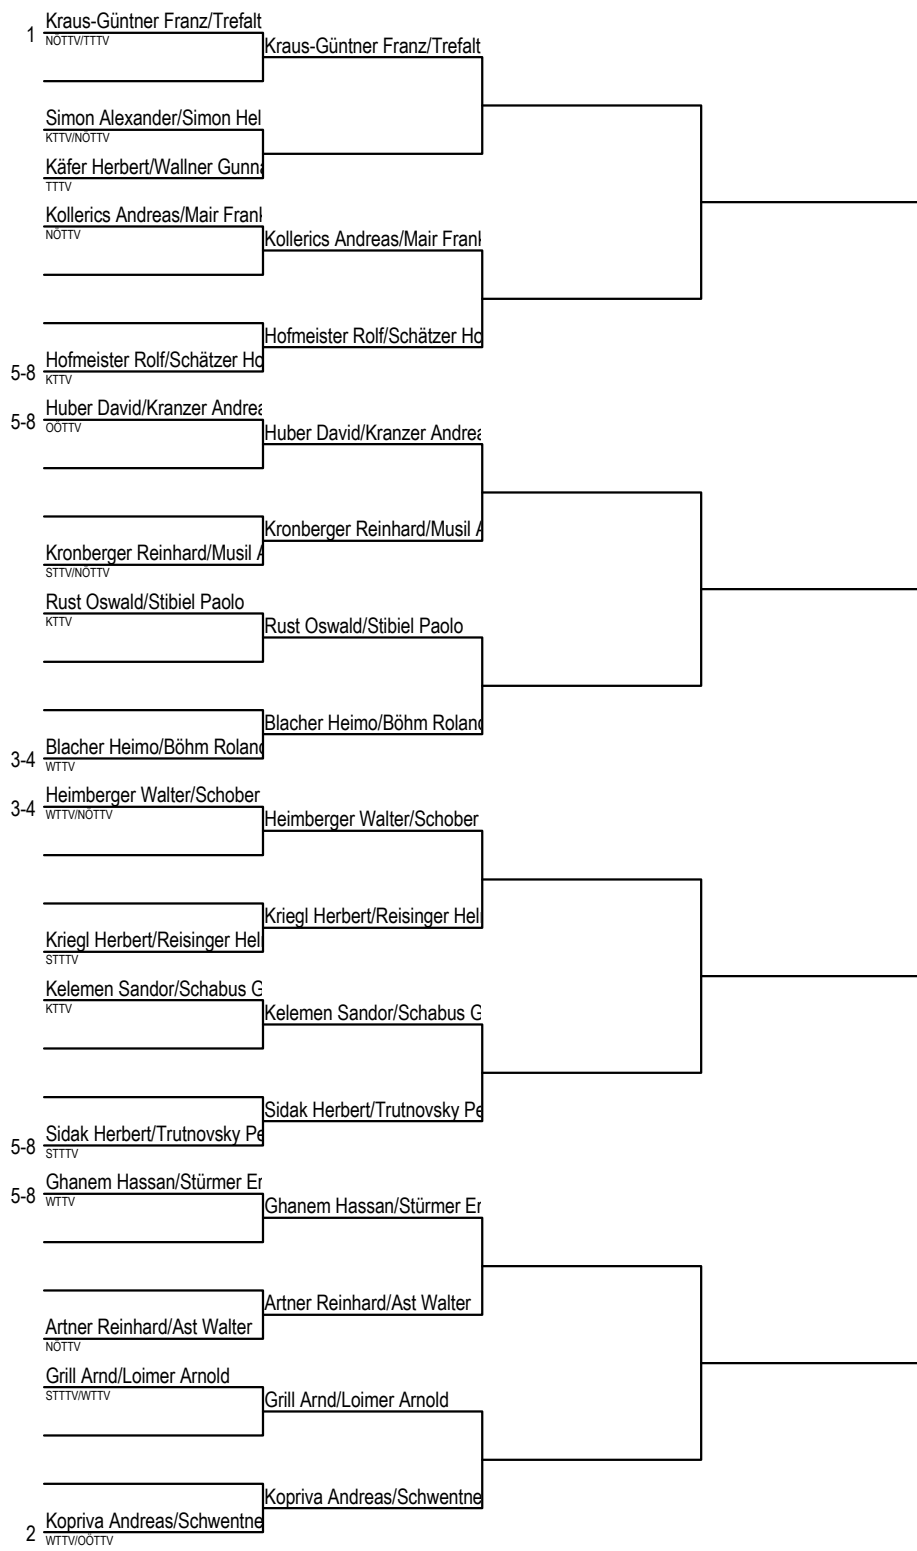 1 Kraus-Güntner Franz/Trefalt
NÖTTV/TTTV
Simon Alexander/Simon Hel
KTTV/NÖTTV
Käfer Herbert/Wallner Gunna
TTTV
Kollerics Andreas/Mair Frank
NÖTTV
5-8 Hofmeister Rolf/Schätzer Ho
KTTV
5-8 Huber David/Kranzer Andrea
OÖTTV
Kronberger Reinhard/Musil A
STTV/NÖTTV
Rust Oswald/Stibiel Paolo
KTTV
3-4 Blacher Heimo/Böhm Roland
WTTV
3-4 Heimberger Walter/Schober
WTTV/NÖTTV
Kriegl Herbert/Reisinger Hel
STTTV
Kelemen Sandor/Schabus G
KTTV
5-8 Sidak Herbert/Trutnovsky Pe
STTTV
5-8 Ghanem Hassan/Stürmer Er
WTTV
Artner Reinhard/Ast Walter
NÖTTV
Grill Arnd/Loimer Arnold
STTTV/WTTV
2 Kopriva Andreas/Schwentne
WTTV/OÖTTV
Kraus-Güntner Franz/Trefalt
Kollerics Andreas/Mair Frank
Hofmeister Rolf/Schätzer Ho
Huber David/Kranzer Andrea
Kronberger Reinhard/Musil A
Rust Oswald/Stibiel Paolo
Blacher Heimo/Böhm Roland
Heimberger Walter/Schober
Kriegl Herbert/Reisinger Hel
Kelemen Sandor/Schabus G
Sidak Herbert/Trutnovsky Pe
Ghanem Hassan/Stürmer Er
Artner Reinhard/Ast Walter
Grill Arnd/Loimer Arnold
Kopriva Andreas/Schwentne